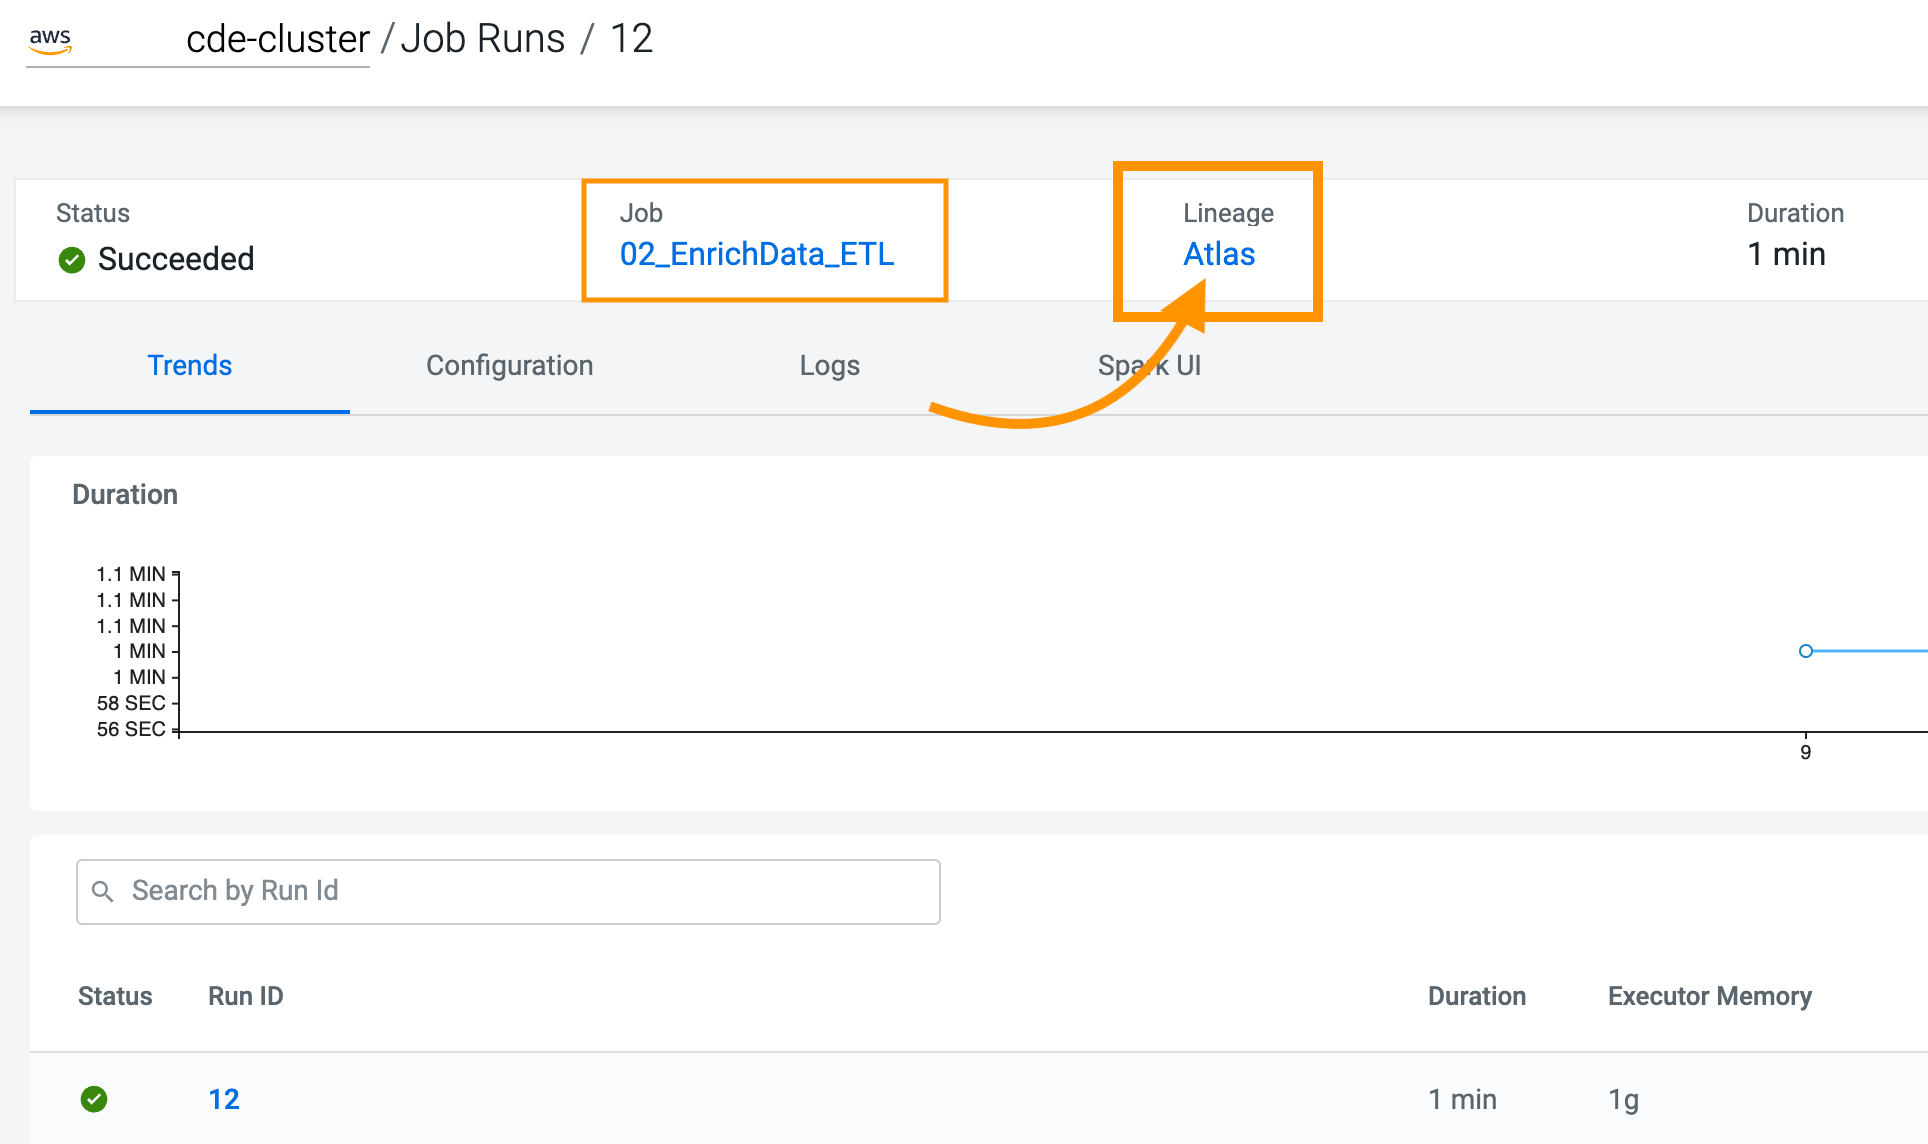 aws cde-cluster / Job Runs / 12
Status Job Lineage Duration
Succeeded 02_EnrichData_ETL Atlas 1 min
Trends Configuration Logs Spark UI
Duration
1.1 MIN
1.1 MIN
1.1 MIN
1 MIN
1 MIN
58 SEC
56 SEC
9
Search by Run Id
Status Run ID Duration Executor Memory
12 1 min 1g